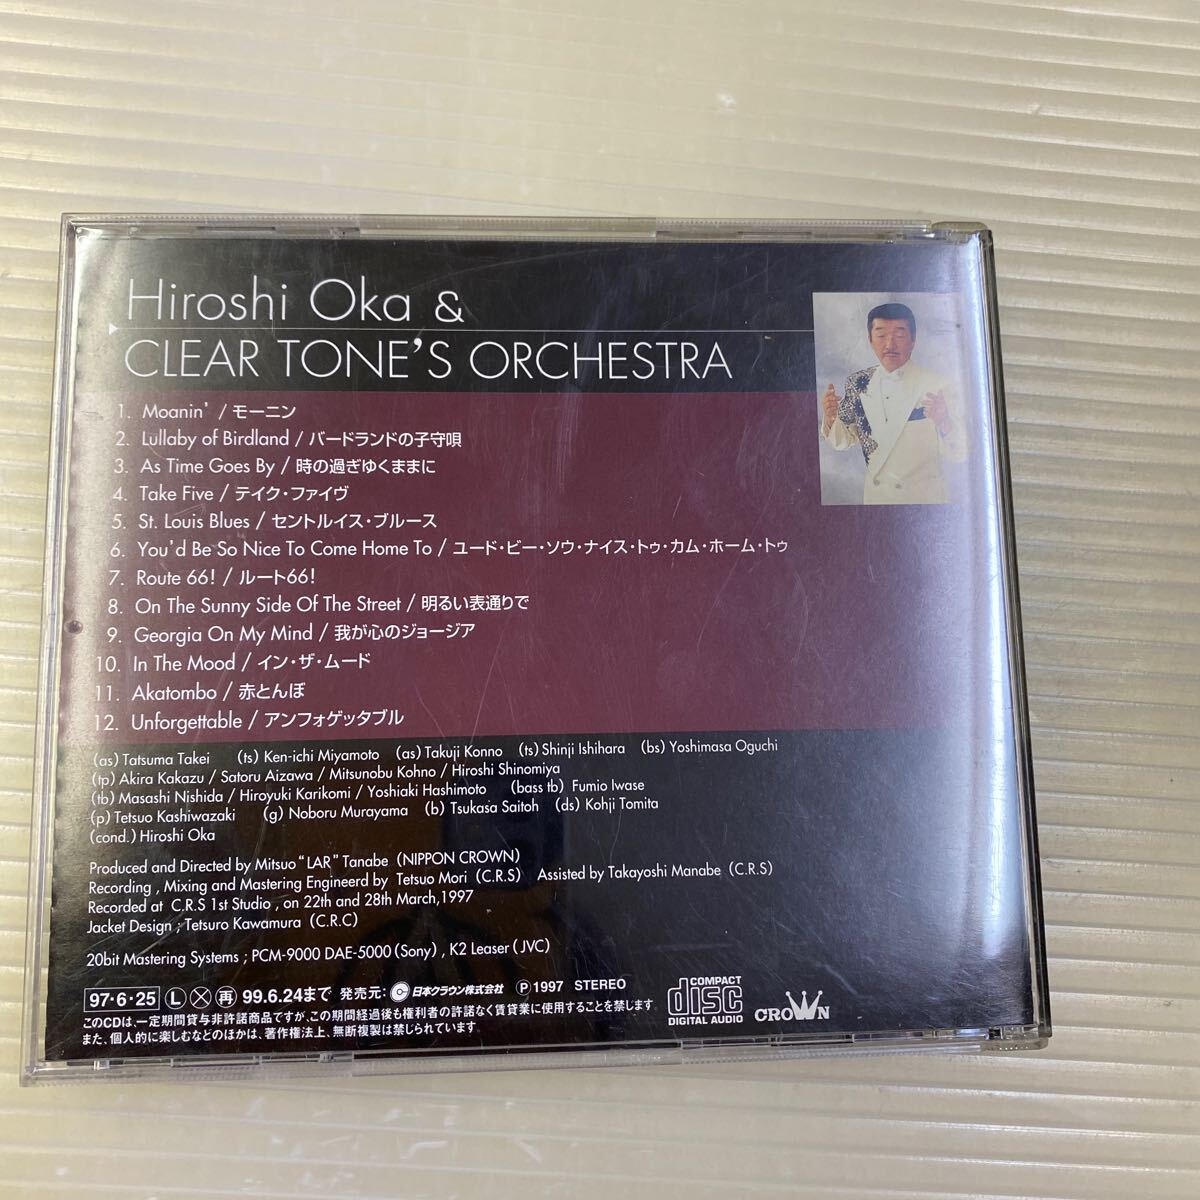 Hiroshi Oka &
CLEAR TONE'S ORCHESTRA
1. Moanin' / モーニン
2. Lullaby of Birdland / バードランドの子守唄
3. As Time Goes By / 時の過ぎゆくままに
4. Take Five / テイク・ファイヴ
5. St. Louis Blues / セントルイス・ブルース
6. You'd Be So Nice To Come Home To / ユード・ビー・ソウ・ナイス・トゥ・カム・ホーム・トゥ
7. Route 66! / ルート66!
8. On The Sunny Side Of The Street / 明るい表通りで
9. Georgia On My Mind / 我が心のジョージア
10. In The Mood / イン・ザ・ムード
11. Akatombo / 赤とんぼ
12. Unforgettable / アンフォゲッタブル
(as) Tatsuma Takei (ts) Ken-ichi Miyamoto (as) Takuji Konno (ts) Shinji Ishihara (bs) Yoshimasa Oguchi
(tp) Akira Kakazu / Satoru Aizawa / Mitsunobu Kohno / Hiroshi Shinomiya
(tb) Masashi Nishida / Hiroyuki Karikomi / Yoshiaki Hashimoto (bass tb) Fumio Iwase
(p) Tetsuo Kashiwazaki (g) Noboru Murayama (b) Tsukasa Saitoh (ds) Kohji Tomita
(cond.) Hiroshi Oka
Produced and Directed by Mitsuo "LAR" Tanabe (NIPPON CROWN)
Recording , Mixing and Mastering Engineerd by Tetsuo Mori (C.R.S) Assisted by Takayoshi Manabe (C.R.S)
Recorded at C.R.S 1st Studio , on 22th and 28th March,1997
Jacket Design ; Tetsuro Kawamura (C.R.C)
20bit Mastering Systems ; PCM-9000 DAE-5000 (Sony) , K2 Leaser (JVC)
97・6・25 Ⓛ Ⓧ 再 99.6.24まで 発売元: 日本クラウン株式会社 Ⓟ 1997 STEREO
このCDは、一定期間貸与非許諾商品ですが、この期間経過後も権利者の許諾なく賃貸業に使用することを禁じます。
また、個人的に楽しむなどのほかは、著作権法上、無断複製は禁じられています。
COMPACT
disc
DIGITAL AUDIO
CROWN